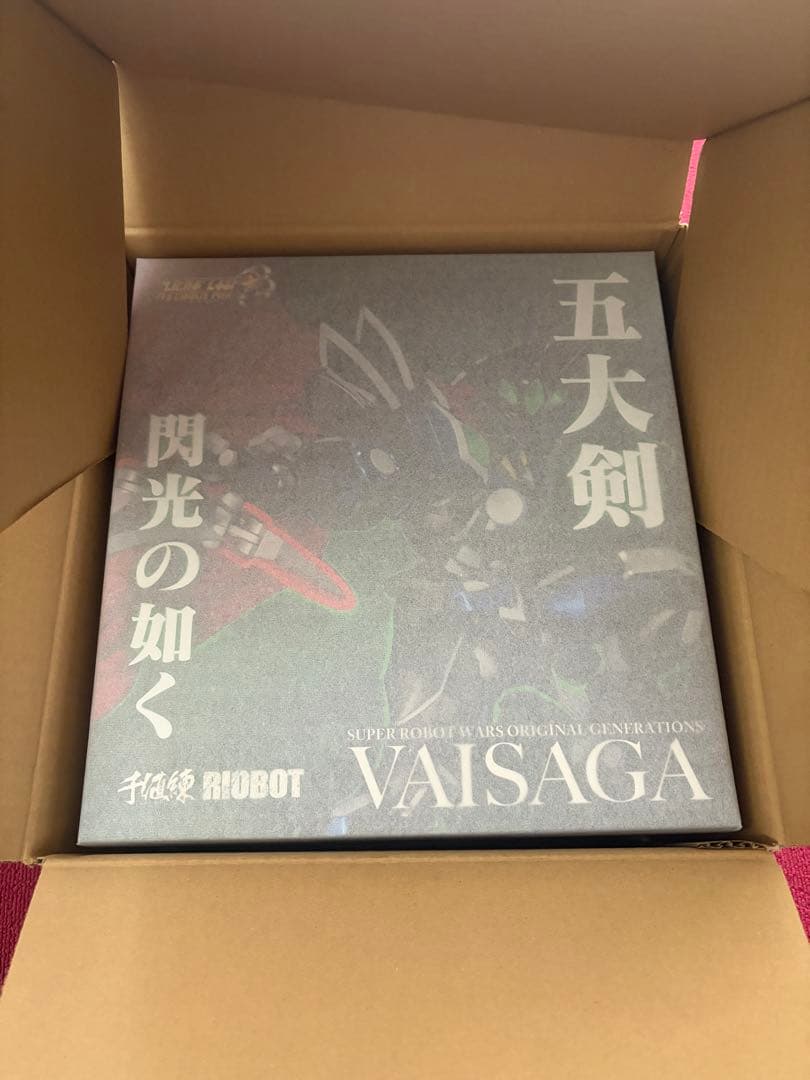 五大剣
閃光の如く
SUPER ROBOT WARS ORIGINAL GENERATIONS
VAISAGA
千値練 RIOBOT